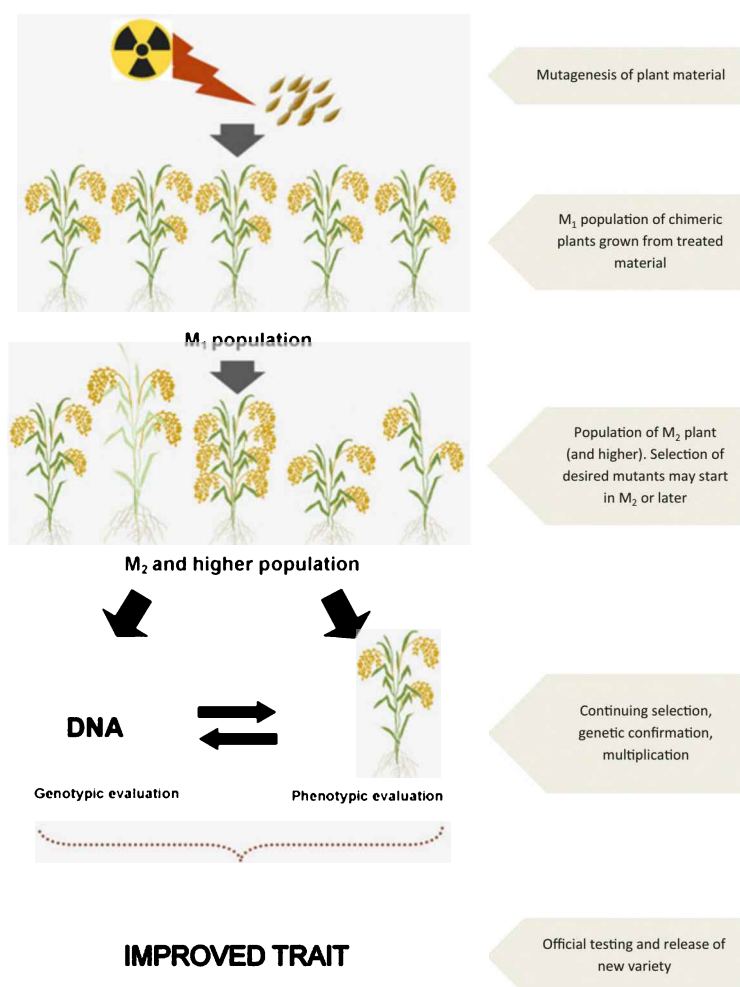 Mutagenesis of plant material
M₁ population of chimeric
plants grown from treated
material
M₁ population
Population of M₂ plant
(and higher). Selection of
desired mutants may start
in M₂ or later
M₂ and higher population
DNA
Genotypic evaluation
Phenotypic evaluation
Continuing selection,
genetic confirmation,
multiplication
IMPROVED TRAIT
Official testing and release of
new variety